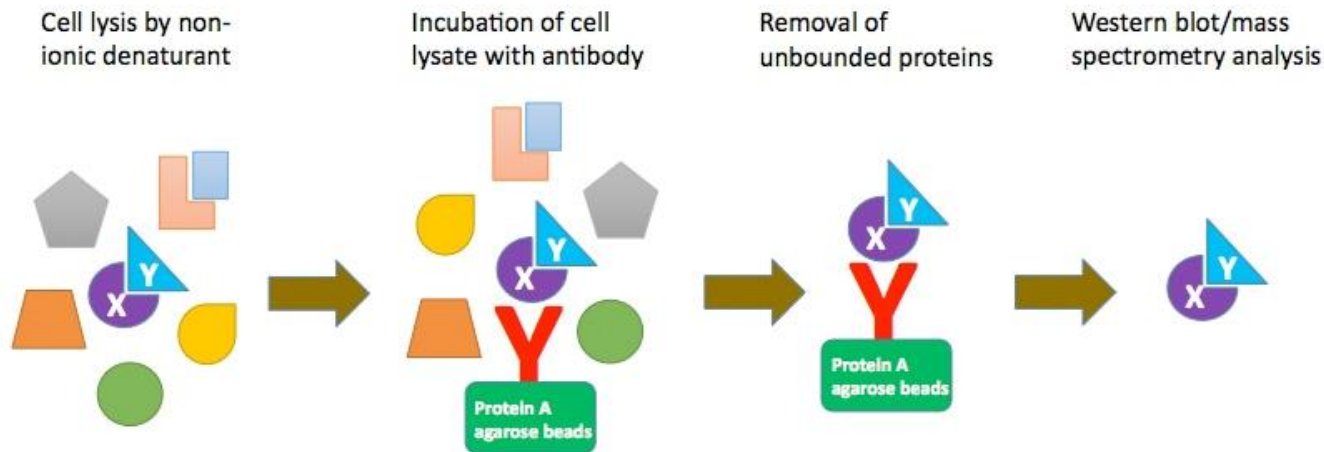 Cell lysis by non-
ionic denaturant
Incubation of cell
lysate with antibody
Removal of
unbounded proteins
Western blot/mass
spectrometry analysis
X
Y
X
Y
Protein A
agarose beads
X
Y
Protein A
agarose beads
X
Y